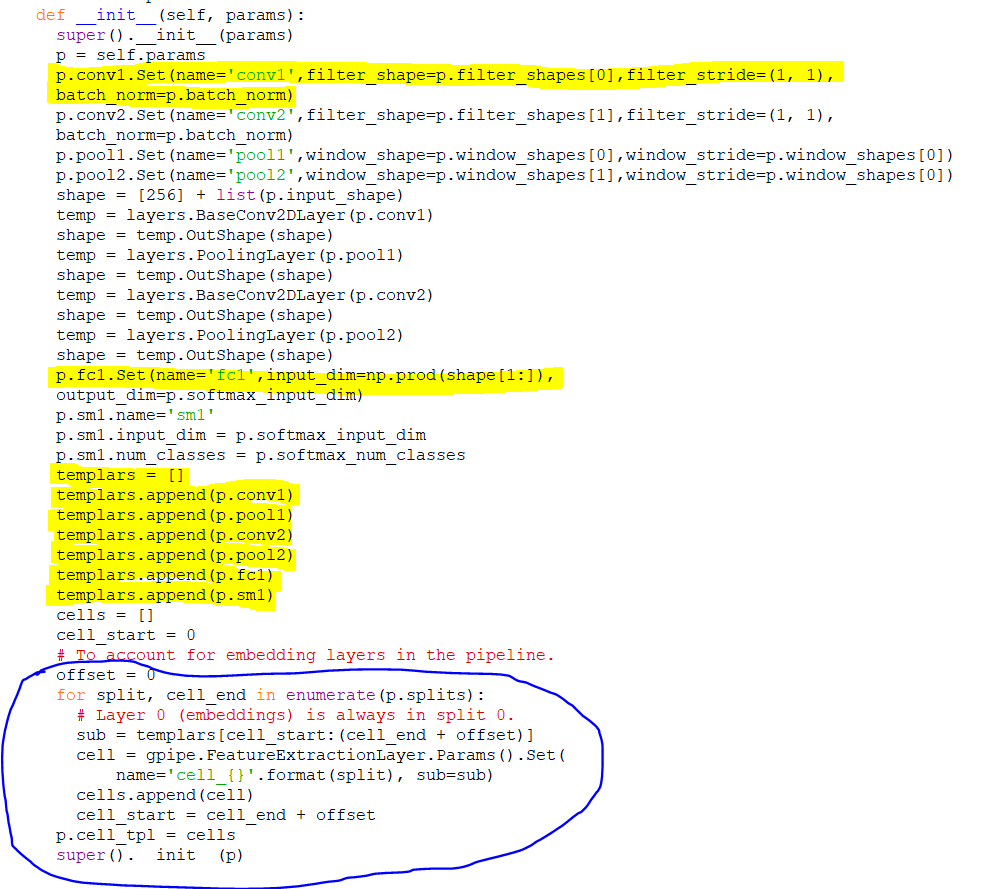 def __init__(self, params):
super().__init__(params)
p = self.params
p.conv1.Set(name='conv1',filter_shape=p.filter_shapes[0],filter_stride=(1, 1),
batch_norm=p.batch_norm)
p.conv2.Set(name='conv2',filter_shape=p.filter_shapes[1],filter_stride=(1, 1),
batch_norm=p.batch_norm)
p.pool1.Set(name='pool1',window_shape=p.window_shapes[0],window_stride=p.window_shapes[0])
p.pool2.Set(name='pool2',window_shape=p.window_shapes[1],window_stride=p.window_shapes[0])
shape = [256] + list(p.input_shape)
temp = layers.BaseConv2DLayer(p.conv1)
shape = temp.OutShape(shape)
temp = layers.PoolingLayer(p.pool1)
shape = temp.OutShape(shape)
temp = layers.BaseConv2DLayer(p.conv2)
shape = temp.OutShape(shape)
temp = layers.PoolingLayer(p.pool2)
shape = temp.OutShape(shape)
p.fc1.Set(name='fc1',input_dim=np.prod(shape[1:]),
output_dim=p.softmax_input_dim)
p.sm1.name='sm1'
p.sm1.input_dim = p.softmax_input_dim
p.sm1.num_classes = p.softmax_num_classes
templars = []
templars.append(p.conv1)
templars.append(p.pool1)
templars.append(p.conv2)
templars.append(p.pool2)
templars.append(p.fc1)
templars.append(p.sm1)
cells = []
cell_start = 0
# To account for embedding layers in the pipeline.
offset = 0
for split, cell_end in enumerate(p.splits):
# Layer 0 (embeddings) is always in split 0.
sub = templars[cell_start:(cell_end + offset)]
cell = gpipe.FeatureExtractionLayer.Params().Set(
name='cell_{}'.format(split), sub=sub)
cells.append(cell)
cell_start = cell_end + offset
p.cell_tpl = cells
super(). init (p)